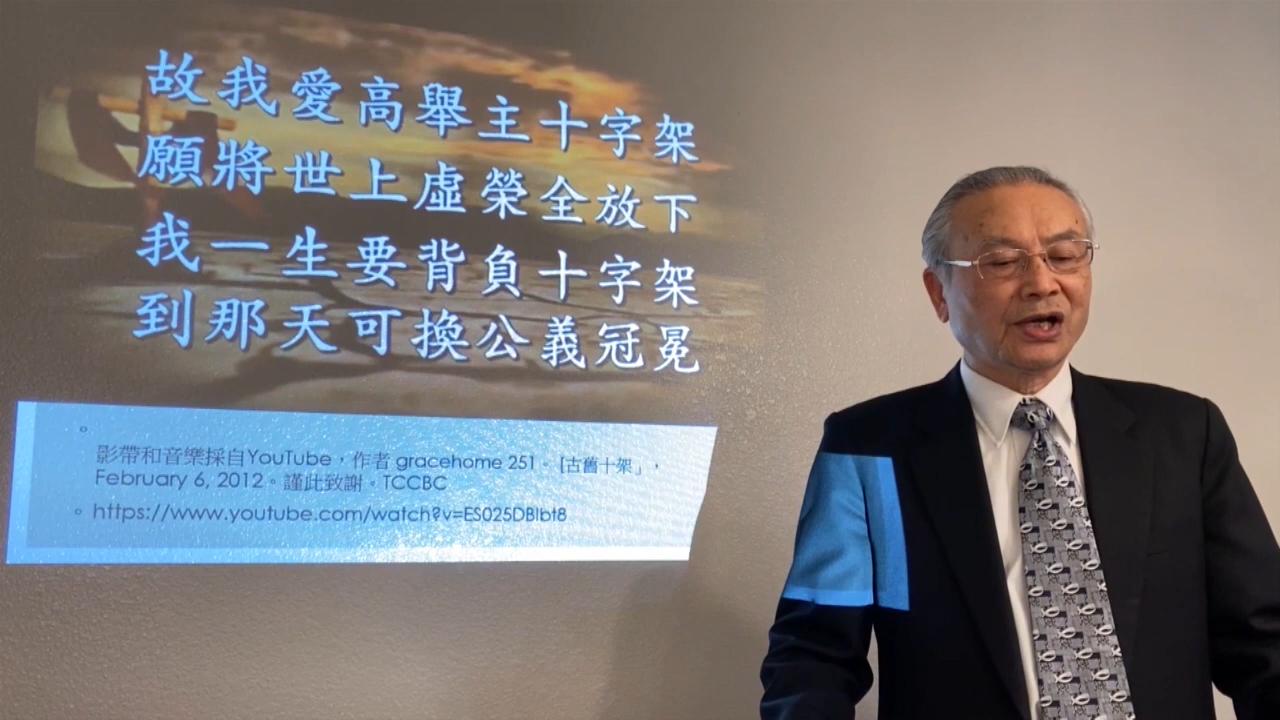 故我愛高舉主十字架
願將世上虛榮全放下
我一生要背負十字架
到那天可換公義冠冕
影帶和音樂採自YouTube，作者 gracehome 251。[古舊十架」，
February 6, 2012。謹此致謝。TCCBC
https://www.youtube.com/watch?v=ES025DBlbt8